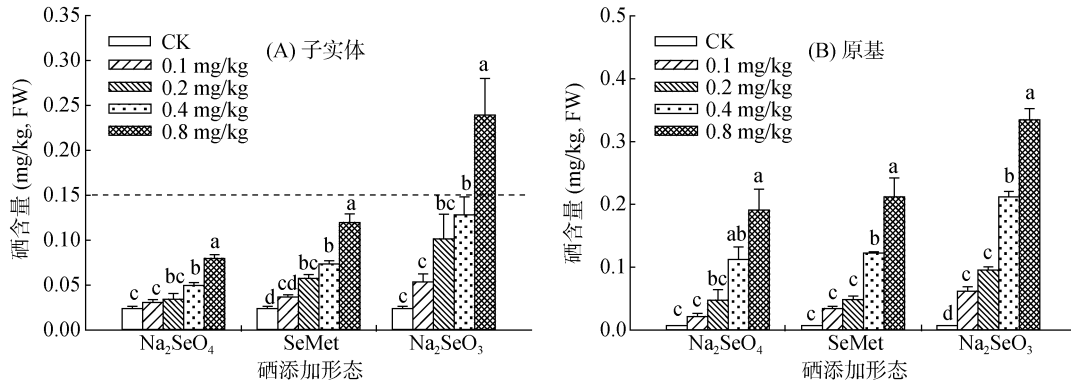 (A) 子实体
CK
0.1 mg/kg
0.2 mg/kg
0.4 mg/kg
0.8 mg/kg
硒含量 (mg/kg, FW)
0.35
0.30
0.25
0.20
0.15
0.10
0.05
0.00
c c bc b a
d cd bc b a
c c bc b a
Na₂SeO₄ SeMet Na₂SeO₃
硒添加形态
(B) 原基
CK
0.1 mg/kg
0.2 mg/kg
0.4 mg/kg
0.8 mg/kg
硒含量 (mg/kg, FW)
0.5
0.4
0.3
0.2
0.1
0.0
c c bc ab a
c c c b a
d c c b a
Na₂SeO₄ SeMet Na₂SeO₃
硒添加形态